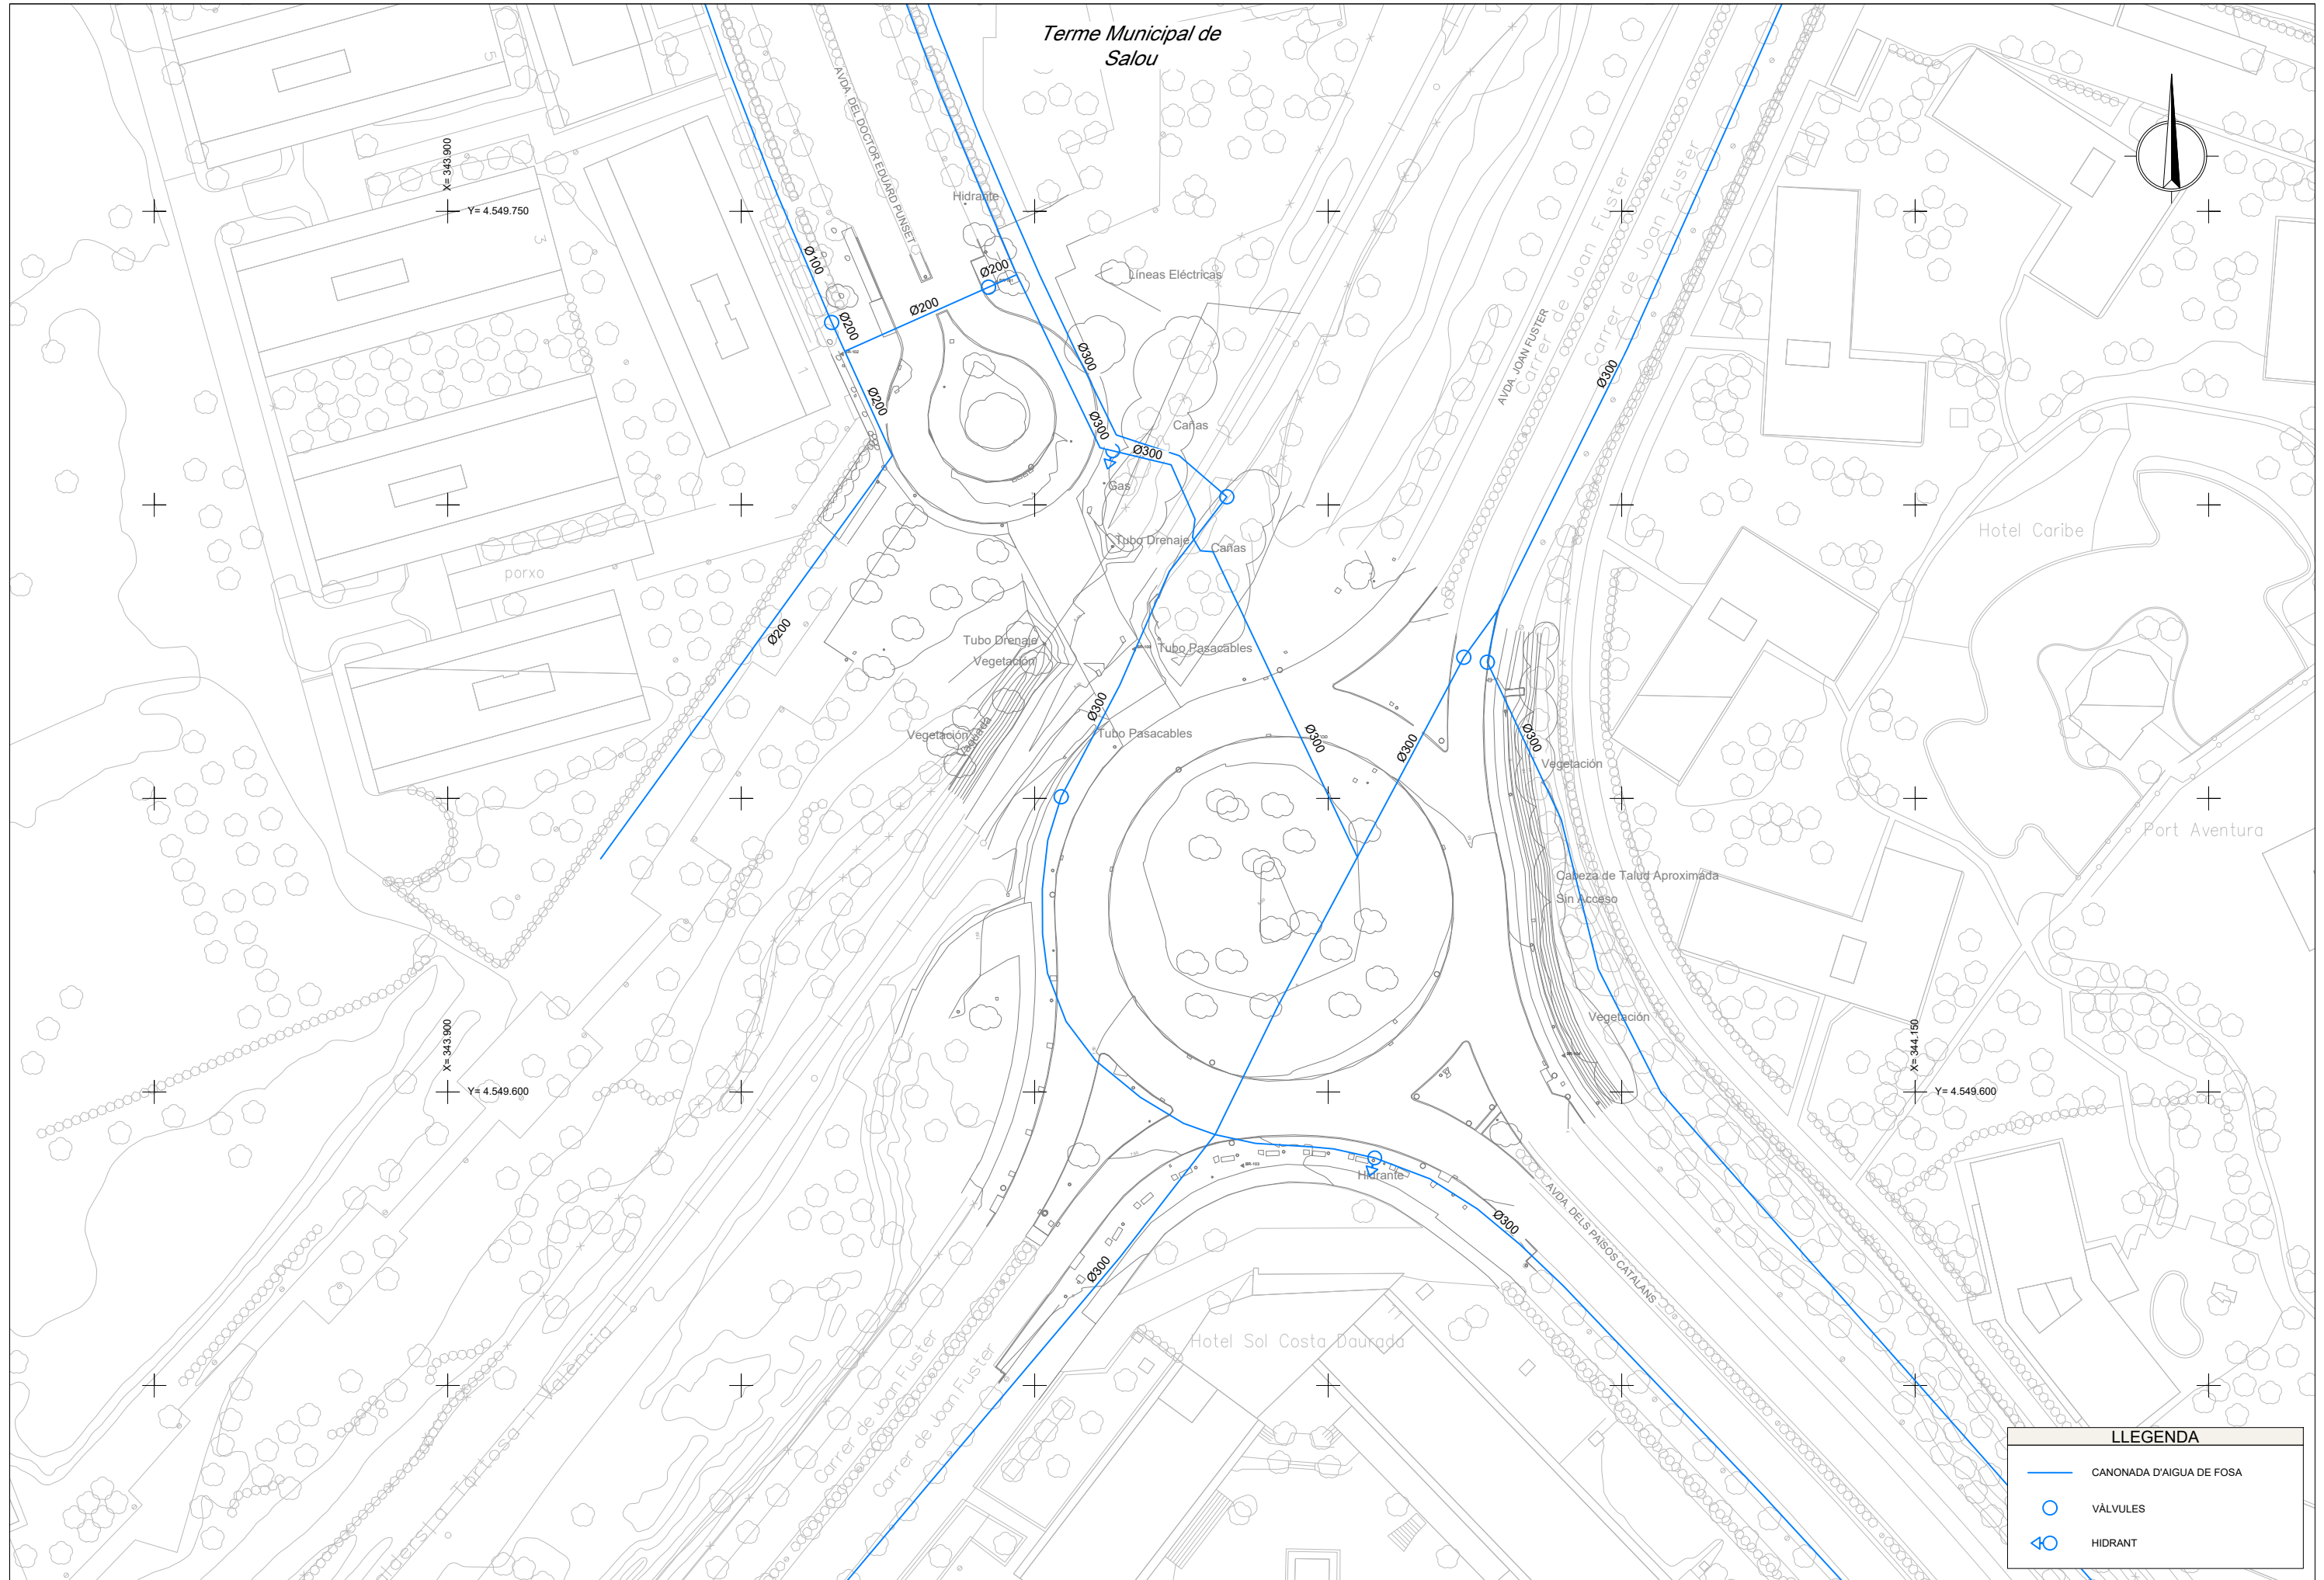 Terme Municipal de
Salou
AVDA. DEL DOCTOR EDUARD PUNSET
5
X= 343.900
Y= 4.549.750
Hidrante
3
Carrer de Joan Fuster
Carrer de Joan Fuster
Ø100
Ø200
Ø200
Líneas Eléctricas
Ø200
AVDA. JOAN FUSTER
Ø300
Ø300
1
Ø200
Ø300
Cañas
Ø300
Gas
Hotel Caribe
Tubo Drenaje
Cañas
porxo
Ø200
Tubo Drenaje
Tubo Pasacables
Vegetación
Ø300
Vegetación
Vaguada
Tubo Pasacables
Ø300
Ø300
Ø300
Vegetación
Port Aventura
Cabeza de Talud Aproximada
Sin Acceso
Vegetación
X= 343.900
Y= 4.549.600
X= 344.150
Y= 4.549.600
Hidrante
AVDA. DELS PAÏSOS CATALANS
Ø300
Ø300
Hotel Sol Costa Daurada
Carrer de Joan Fuster
Carrer de Joan Fuster
LLEGENDA
CANONADA D'AIGUA DE FOSA
VÀLVULES
HIDRANT